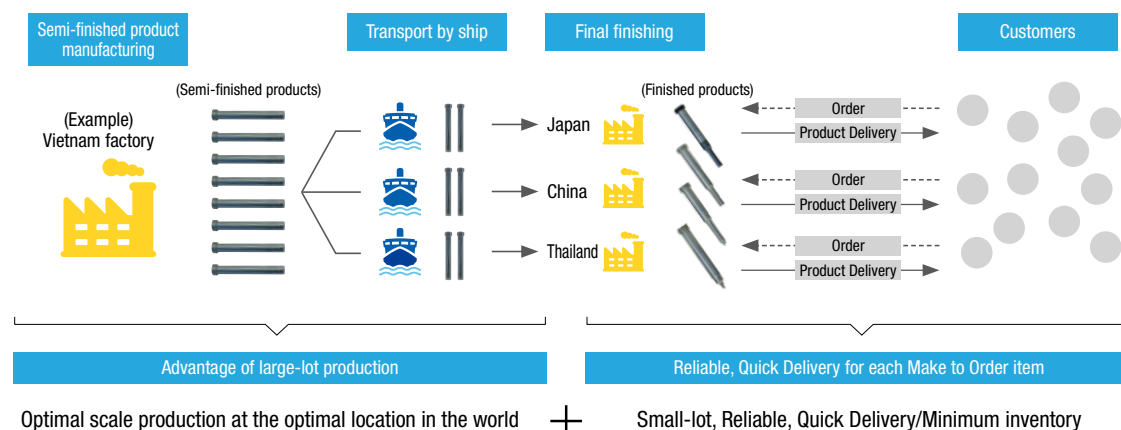 Semi-finished product
manufacturing
Transport by ship
Final finishing
Customers
(Semi-finished products)
(Finished products)
(Example)
Vietnam factory
Japan
Order
Product Delivery
China
Order
Product Delivery
Thailand
Order
Product Delivery
Advantage of large-lot production
Reliable, Quick Delivery for each Make to Order item
Optimal scale production at the optimal location in the world
+
Small-lot, Reliable, Quick Delivery/Minimum inventory